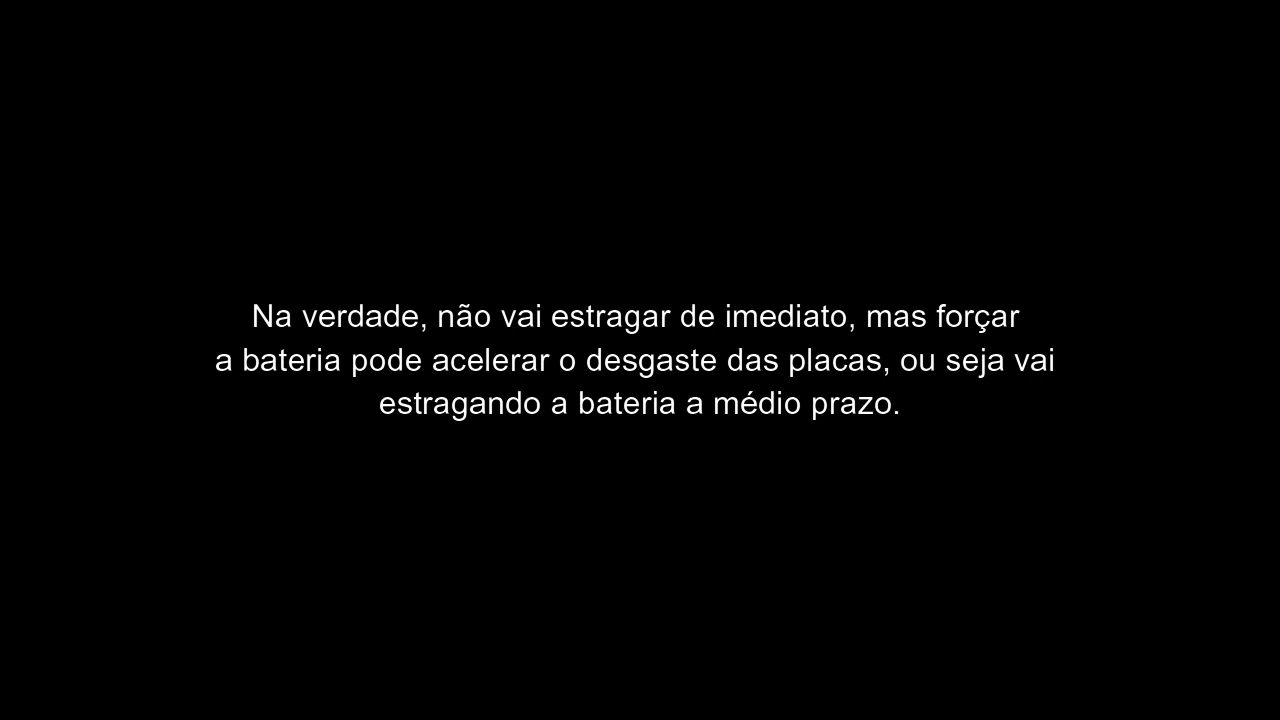 Na verdade, não vai estragar de imediato, mas forçar
a bateria pode acelerar o desgaste das placas, ou seja vai
estragando a bateria a médio prazo.